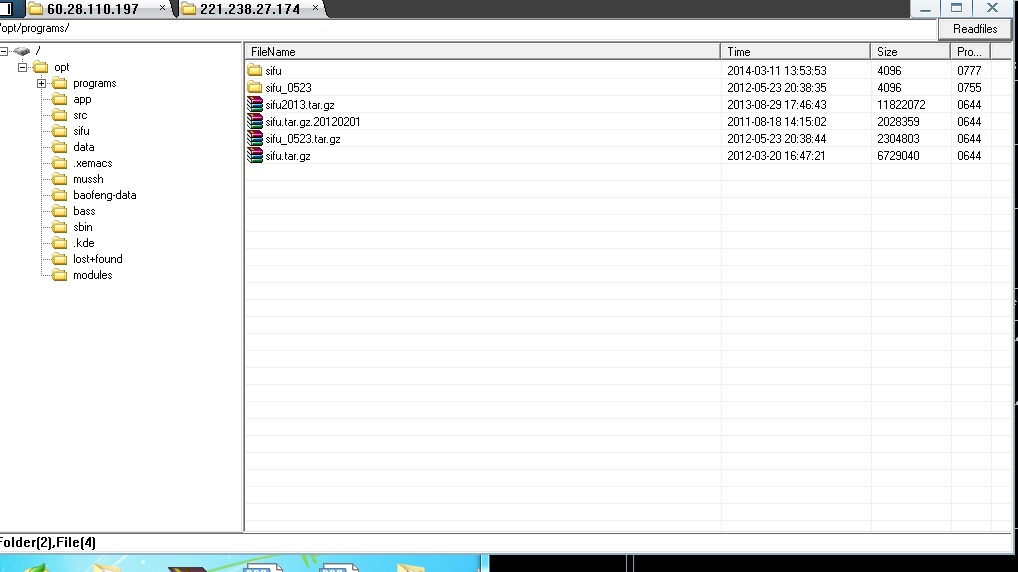 60.28.110.197 × 221.238.27.174 ×
/opt/programs/ Readfiles
/
opt
programs
app
src
sifu
data
.xemacs
mussh
baofeng-data
bass
sbin
.kde
lost+found
modules
FileName Time Size Pro...
sifu 2014-03-11 13:53:53 4096 0777
sifu_0523 2012-05-23 20:38:35 4096 0755
sifu2013.tar.gz 2013-08-29 17:46:43 11822072 0644
sifu.tar.gz.20120201 2011-08-18 14:15:02 2028359 0644
sifu_0523.tar.gz 2012-05-23 20:38:44 2304803 0644
sifu.tar.gz 2012-03-20 16:47:21 6729040 0644
Folder(2),File(4)